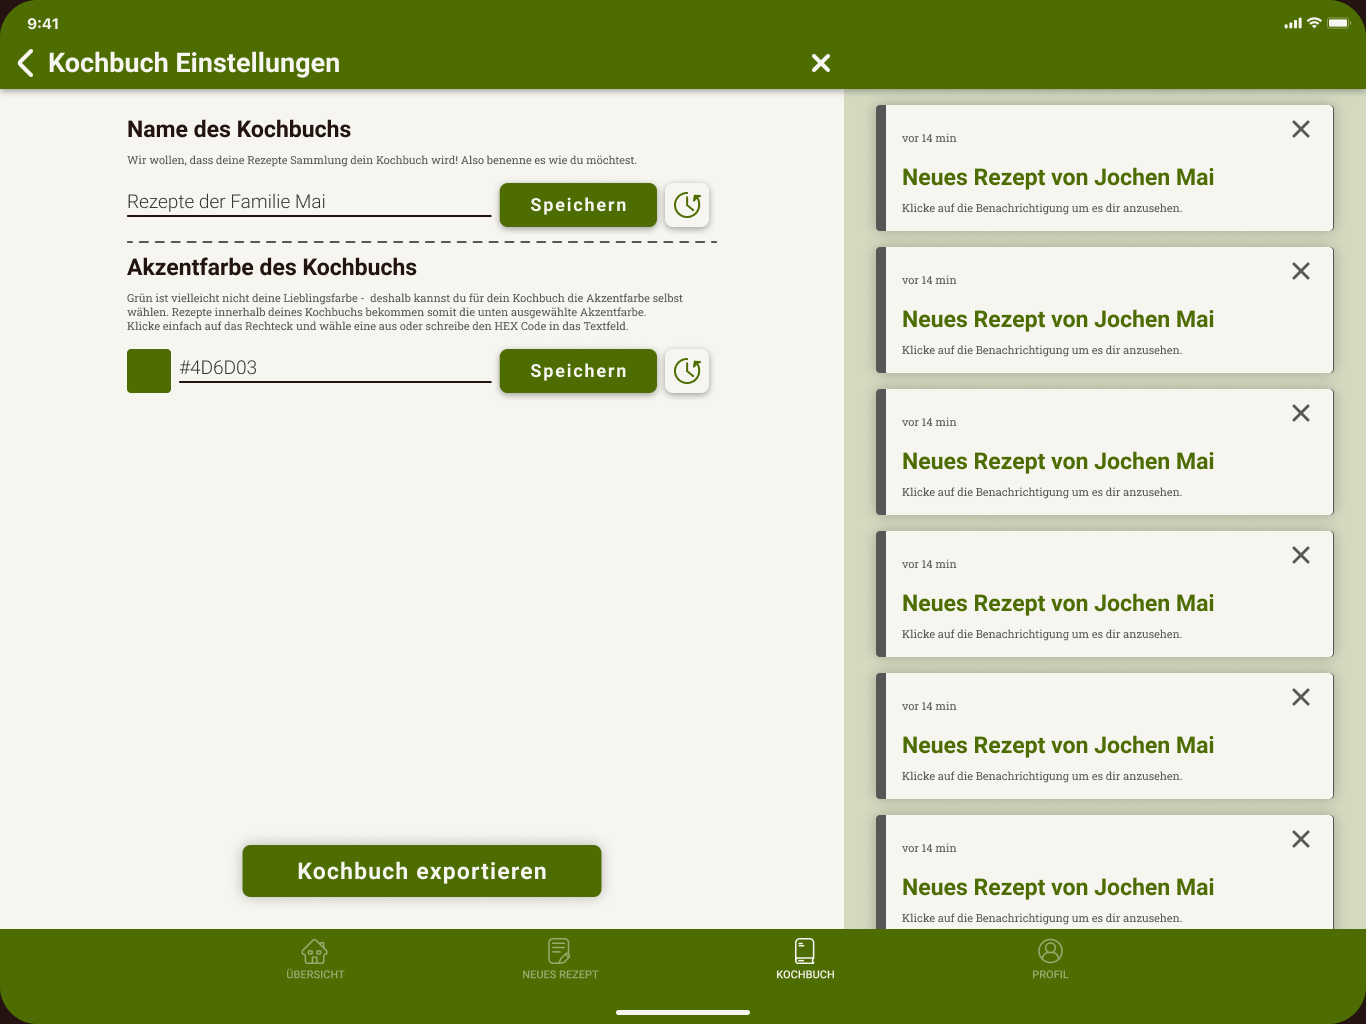 9:41
Kochbuch Einstellungen
Name des Kochbuchs
Wir wollen, dass deine Rezepte Sammlung dein Kochbuch wird! Also benenne es wie du möchtest.
Rezepte der Familie Mai
Speichern
Akzentfarbe des Kochbuchs
Grün ist vielleicht nicht deine Lieblingsfarbe - deshalb kannst du für dein Kochbuch die Akzentfarbe selbst
wählen. Rezepte innerhalb deines Kochbuchs bekommen somit die unten ausgewählte Akzentfarbe.
Klicke einfach auf das Rechteck und wähle eine aus oder schreibe den HEX Code in das Textfeld.
#4D6D03
Speichern
Kochbuch exportieren
vor 14 min
Neues Rezept von Jochen Mai
Klicke auf die Benachrichtigung um es dir anzusehen.
vor 14 min
Neues Rezept von Jochen Mai
Klicke auf die Benachrichtigung um es dir anzusehen.
vor 14 min
Neues Rezept von Jochen Mai
Klicke auf die Benachrichtigung um es dir anzusehen.
vor 14 min
Neues Rezept von Jochen Mai
Klicke auf die Benachrichtigung um es dir anzusehen.
vor 14 min
Neues Rezept von Jochen Mai
Klicke auf die Benachrichtigung um es dir anzusehen.
vor 14 min
Neues Rezept von Jochen Mai
Klicke auf die Benachrichtigung um es dir anzusehen.
ÜBERSICHT
NEUES REZEPT
KOCHBUCH
PROFIL